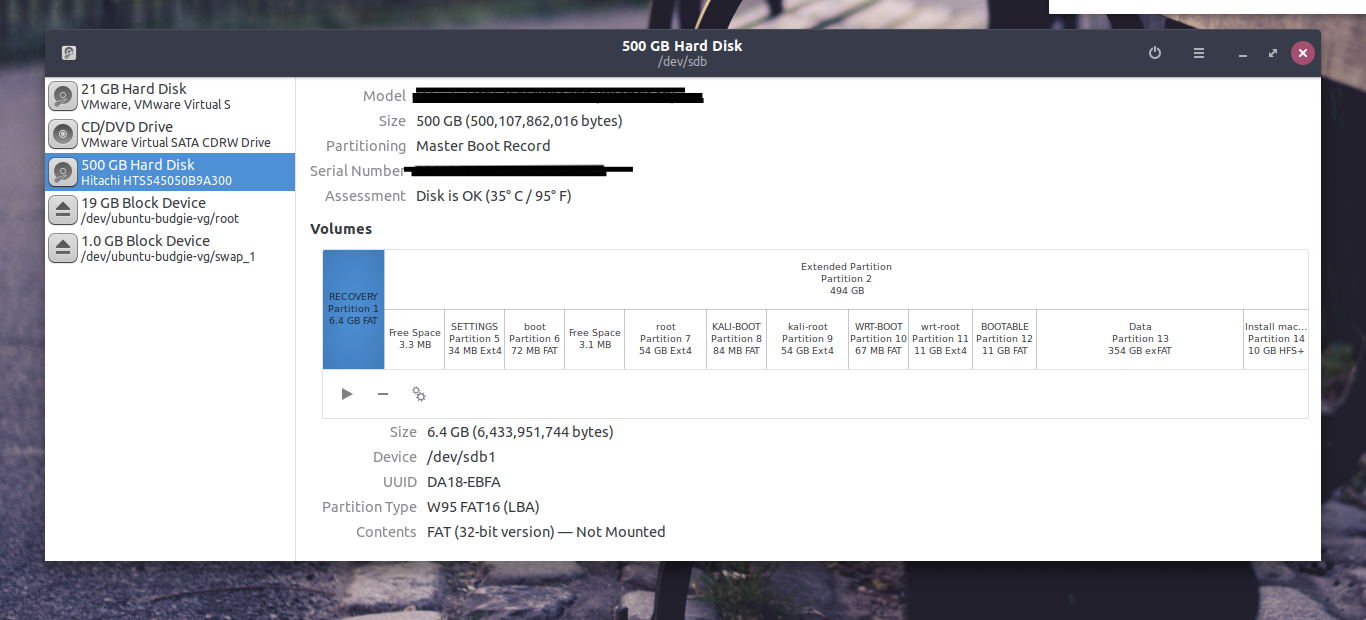 500 GB Hard Disk
/dev/sdb
21 GB Hard Disk
VMware, VMware Virtual S
CD/DVD Drive
VMware Virtual SATA CDRW Drive
500 GB Hard Disk
Hitachi HTS545050B9A300
19 GB Block Device
/dev/ubuntu-budgie-vg/root
1.0 GB Block Device
/dev/ubuntu-budgie-vg/swap_1
Model
Size 500 GB (500,107,862,016 bytes)
Partitioning Master Boot Record
Serial Number
Assessment Disk is OK (35° C / 95° F)
Volumes
RECOVERY
Partition 1
6.4 GB FAT
Extended Partition
Partition 2
494 GB
Free Space
3.3 MB
SETTINGS
Partition 5
34 MB Ext4
boot
Partition 6
72 MB FAT
Free Space
3.1 MB
root
Partition 7
54 GB Ext4
KALI-BOOT
Partition 8
84 MB FAT
kali-root
Partition 9
54 GB Ext4
WRT-BOOT
Partition 10
67 MB FAT
wrt-root
Partition 11
11 GB Ext4
BOOTABLE
Partition 12
11 GB FAT
Data
Partition 13
354 GB exFAT
Install mac...
Partition 14
10 GB HFS+
Size 6.4 GB (6,433,951,744 bytes)
Device /dev/sdb1
UUID DA18-EBFA
Partition Type W95 FAT16 (LBA)
Contents FAT (32-bit version) — Not Mounted